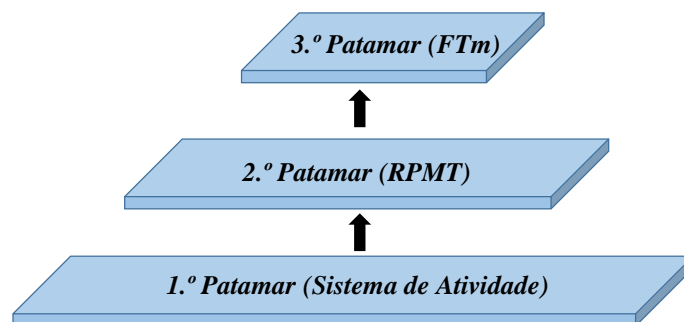 3.º Patamar (FTm)
2.º Patamar (RPMT)
1.º Patamar (Sistema de Atividade)